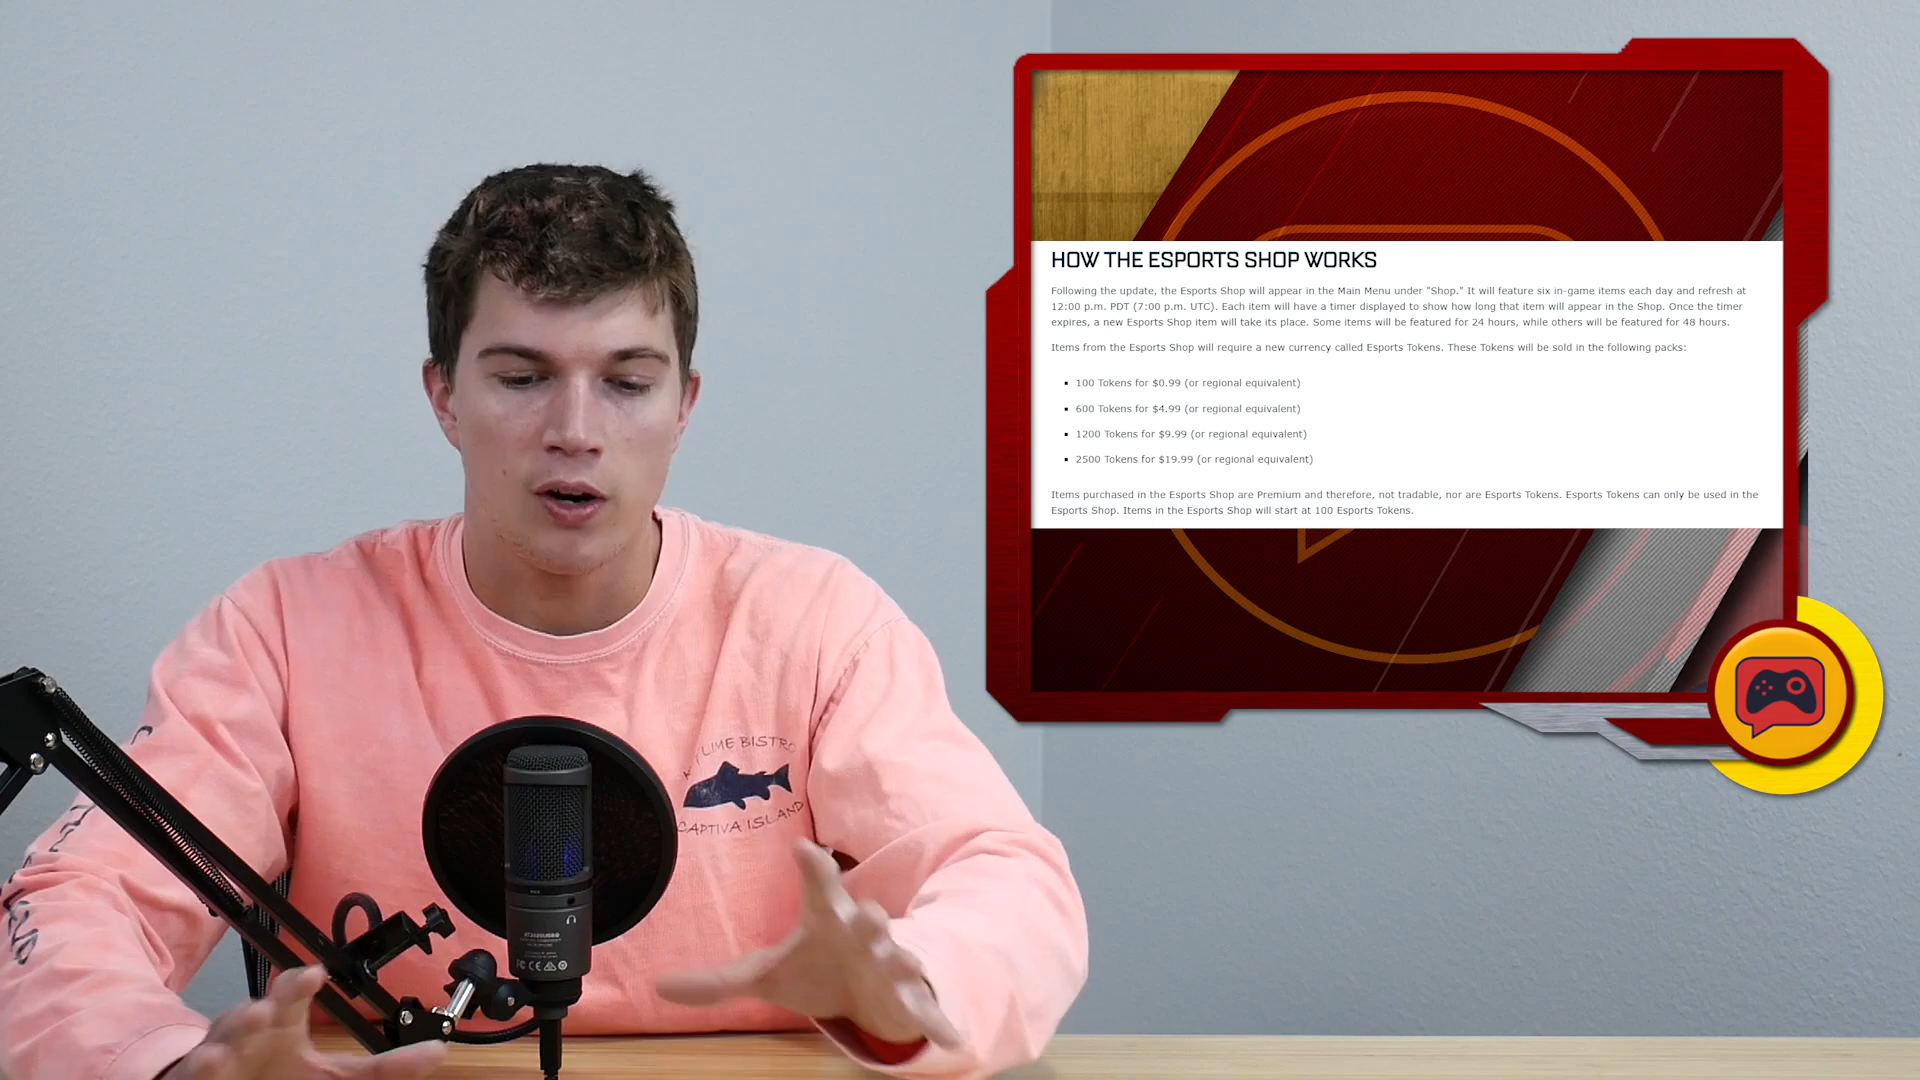 HOW THE ESPORTS SHOP WORKS
Following the update, the Esports Shop will appear in the Main Menu under "Shop." It will feature six in-game items each day and refresh at
12:00 p.m. PDT (7:00 p.m. UTC). Each item will have a timer displayed to show how long that item will appear in the Shop. Once the timer
expires, a new Esports Shop item will take its place. Some items will be featured for 24 hours, while others will be featured for 48 hours.
Items from the Esports Shop will require a new currency called Esports Tokens. These Tokens will be sold in the following packs:
▪ 100 Tokens for $0.99 (or regional equivalent)
▪ 600 Tokens for $4.99 (or regional equivalent)
▪ 1200 Tokens for $9.99 (or regional equivalent)
▪ 2500 Tokens for $19.99 (or regional equivalent)
Items purchased in the Esports Shop are Premium and therefore, not tradable, nor are Esports Tokens. Esports Tokens can only be used in the
Esports Shop. Items in the Esports Shop will start at 100 Esports Tokens.
LIME BISTRO
CAPTIVA ISLAND